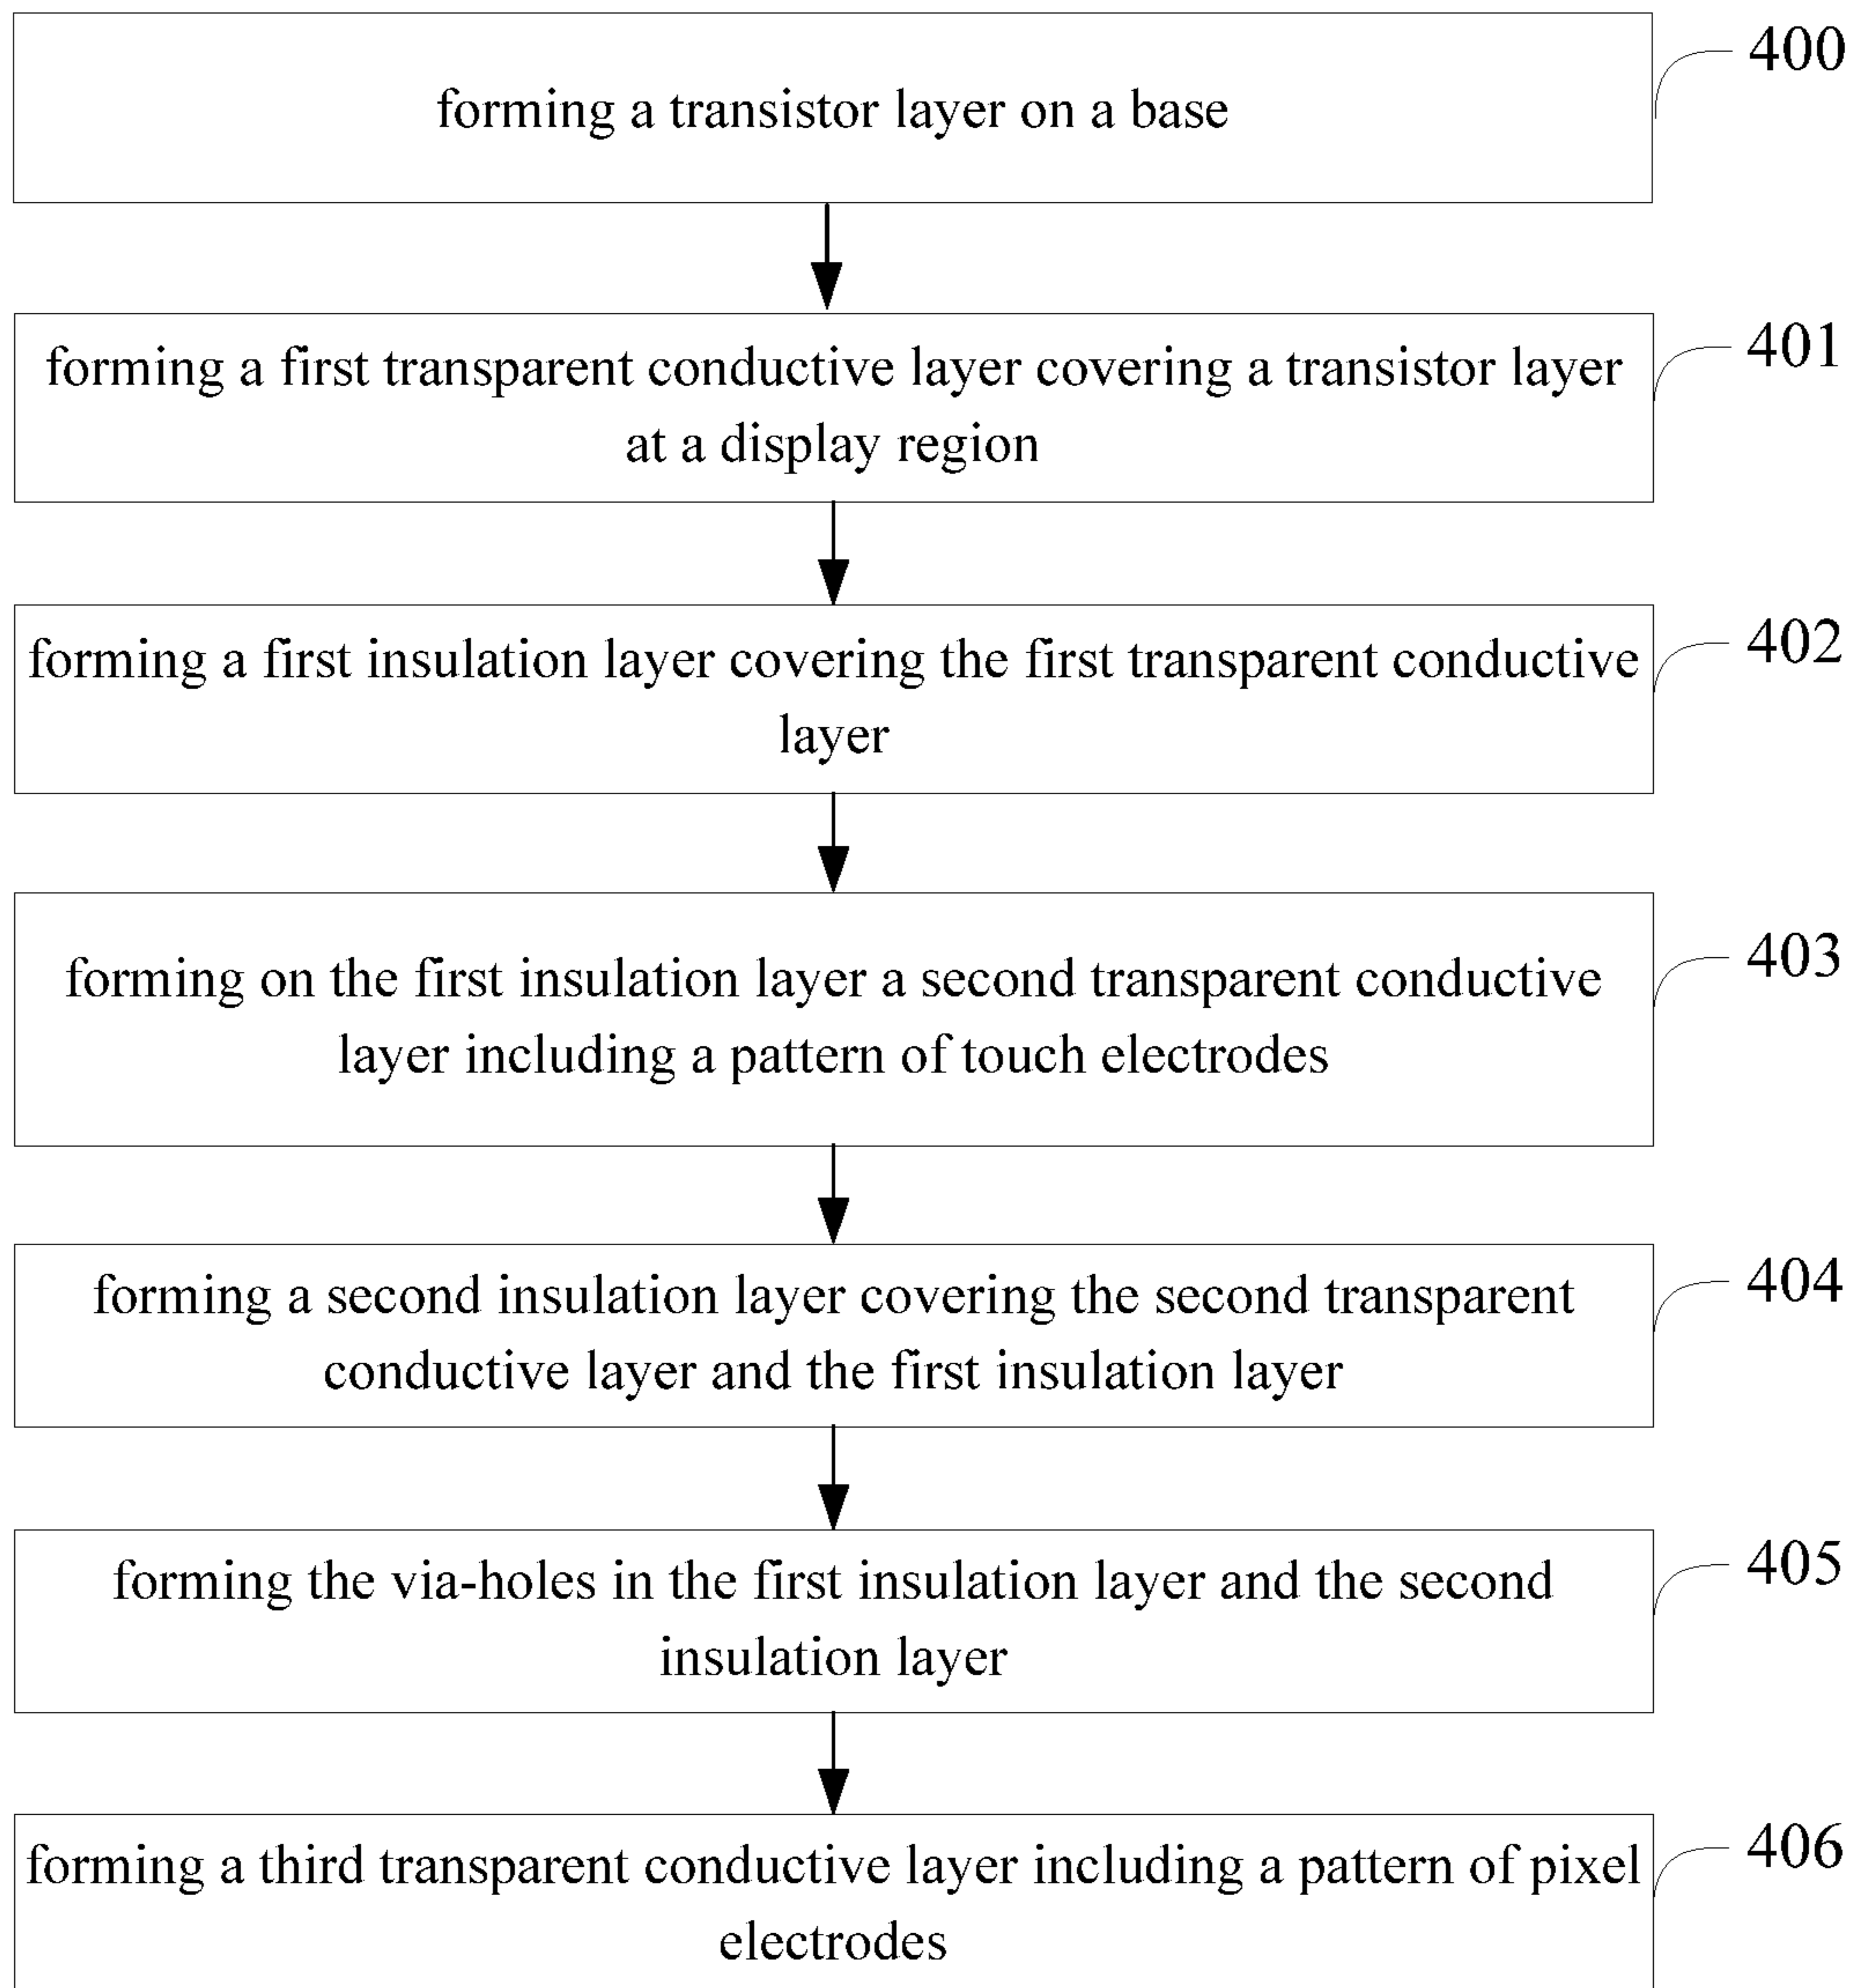 forming a transistor layer on a base
400
forming a first transparent conductive layer covering a transistor layer
at a display region
401
forming a first insulation layer covering the first transparent conductive
layer
402
forming on the first insulation layer a second transparent conductive
layer including a pattern of touch electrodes
403
forming a second insulation layer covering the second transparent
conductive layer and the first insulation layer
404
forming the via-holes in the first insulation layer and the second
insulation layer
405
forming a third transparent conductive layer including a pattern of pixel
electrodes
406